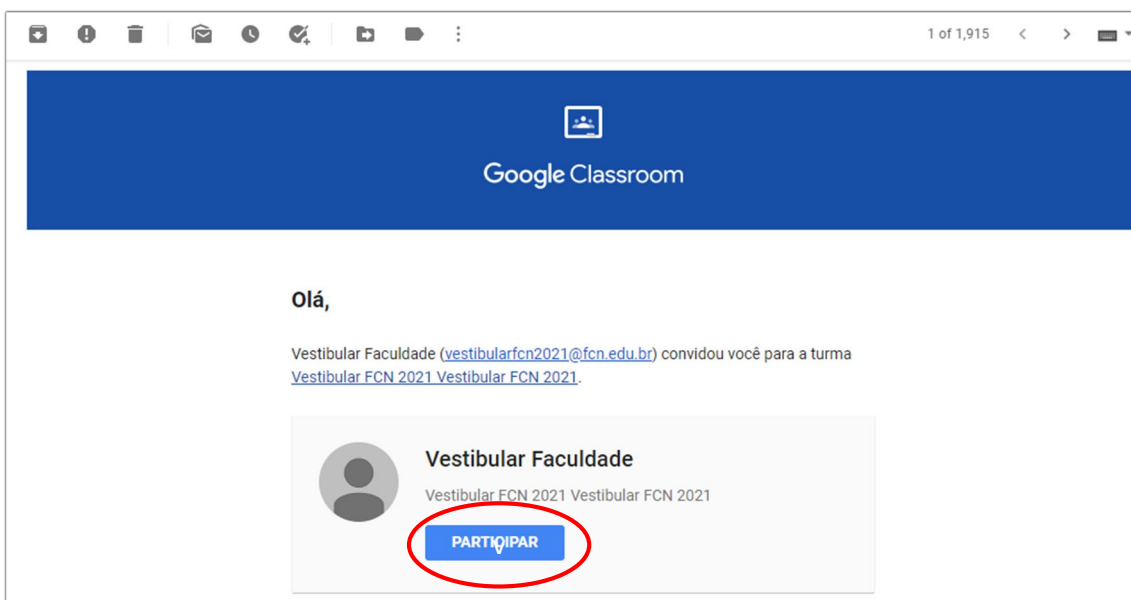 1 of 1,915
Google Classroom
Olá,
Vestibular Faculdade (vestibularfcn2021@fcn.edu.br) convidou você para a turma
Vestibular FCN 2021 Vestibular FCN 2021.
Vestibular Faculdade
Vestibular FCN 2021 Vestibular FCN 2021
PARTICIPAR